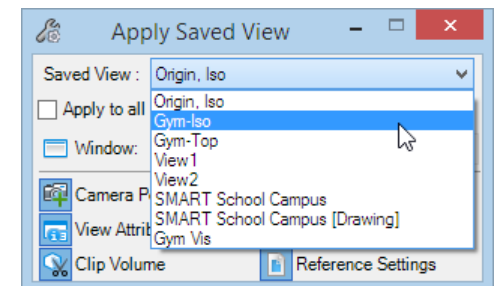 Apply Saved View
Saved View : Origin, Iso
Apply to all
Origin, Iso
Gym-Iso
Window:
Gym-Top
View1
View2
Camera
SMART School Campus
SMART School Campus [Drawing]
View
Gym Vis
Clip Volume Reference Settings